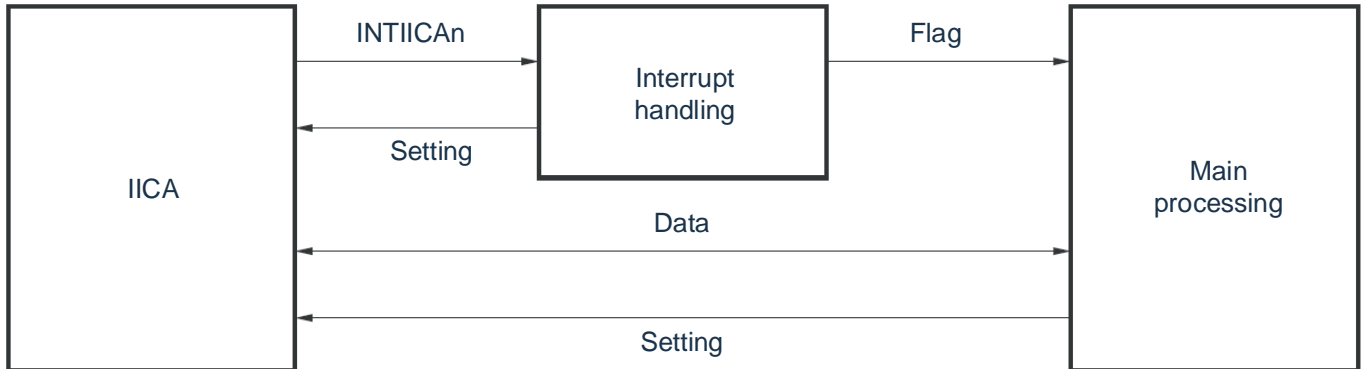 INTIICAn
Flag
Interrupt
handling
Setting
IICA
Main
processing
Data
Setting